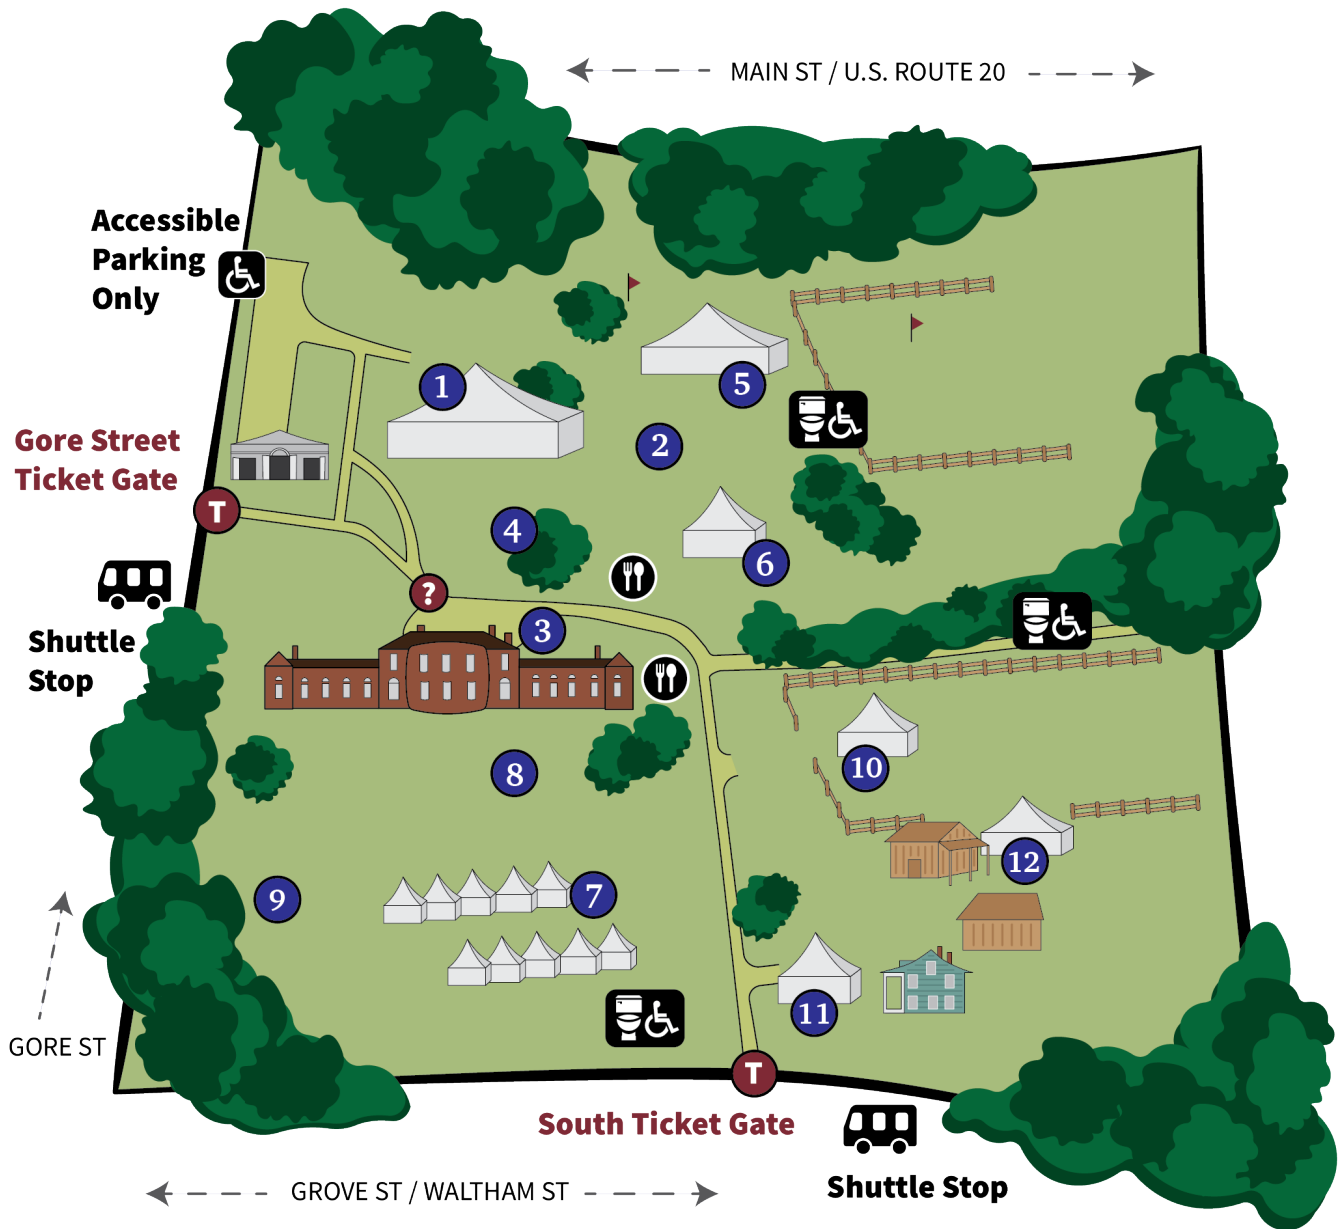 MAIN ST / U.S. ROUTE 20
Accessible
Parking
Only
1
5
2
Gore Street
Ticket Gate
T
4
6
?
3
Shuttle
Stop
10
8
12
7
9
11
GORE ST
T
South Ticket Gate
Shuttle Stop
GROVE ST / WALTHAM ST